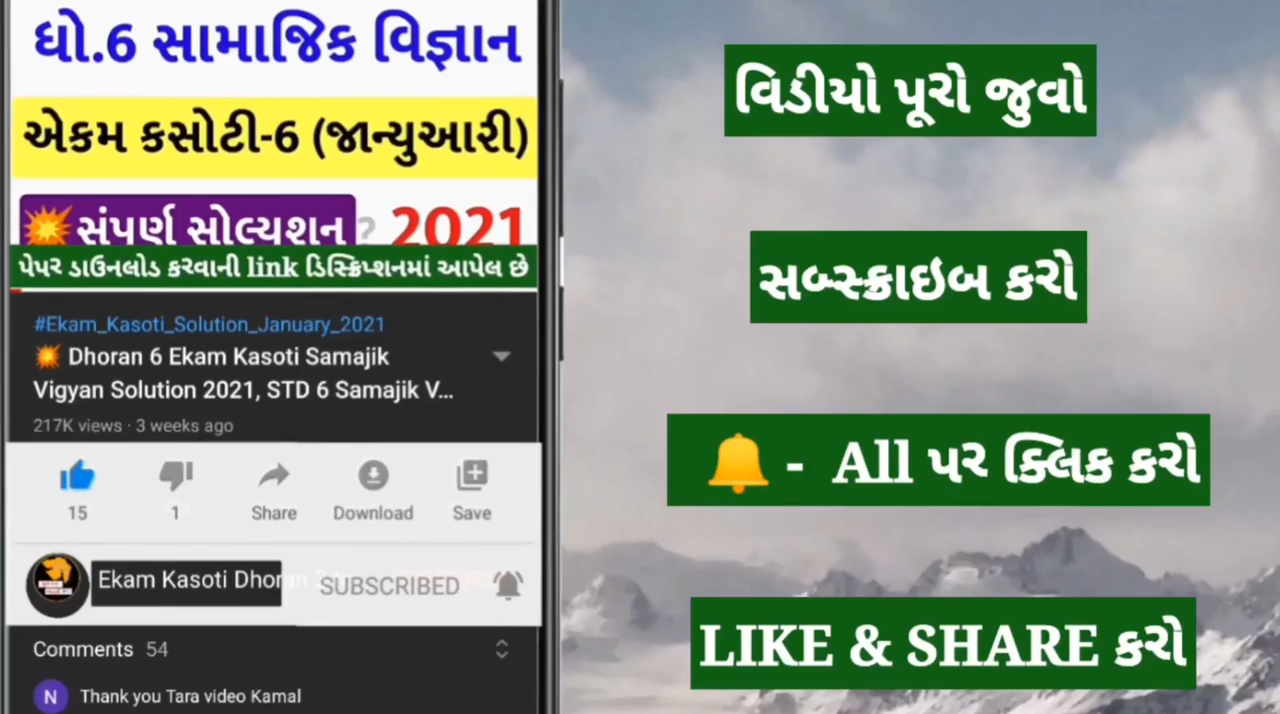 ધો.6 સામાજિક વિજ્ઞાન
એકમ કસોટી-6 (જાન્યુઆરી)
સંપર્ણ સોલ્યશન ? 2021
પેપર ડાઉનલોડ કરવાની link ડિસ્ક્રિપ્શનમાં આપેલ છે
#Ekam_Kasoti_Solution_January_2021
Dhoran 6 Ekam Kasoti Samajik
Vigyan Solution 2021, STD 6 Samajik V...
217K views · 3 weeks ago
15
1
Share
Download
Save
Ekam Kasoti Dhoran
SUBSCRIBED
Comments 54
N
Thank you Tara video Kamal
વિડીયો પૂરો જુવો
સબ્સ્ક્રાઇબ કરો
- All પર ક્લિક કરો
LIKE & SHARE કરો